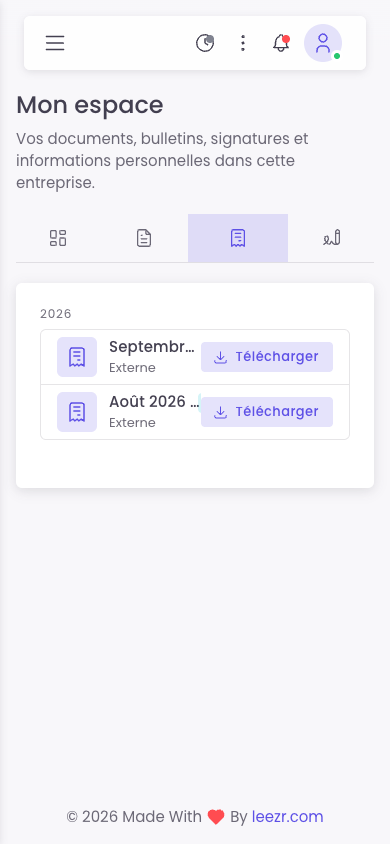 Mon espace
Vos documents, bulletins, signatures et
informations personnelles dans cette
entreprise.
2026
Septembr...
Télécharger
Externe
Août 2026 ...
Télécharger
Externe
© 2026 Made With By leezr.com